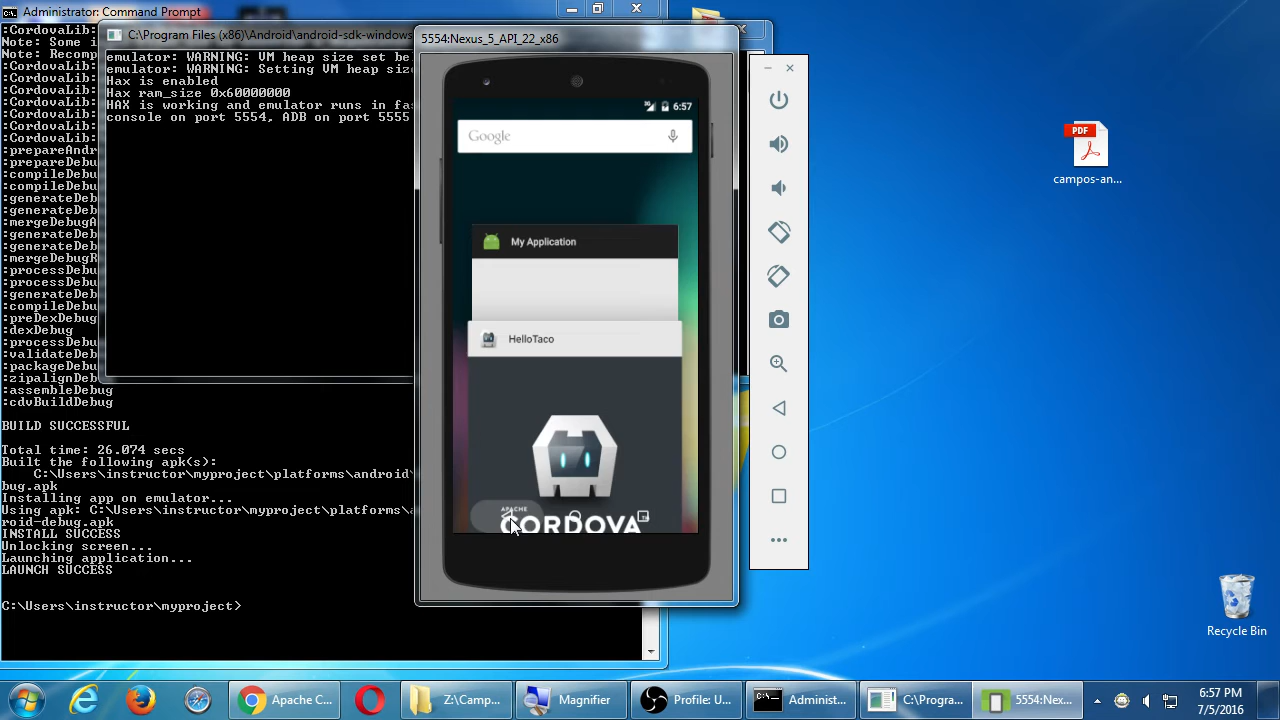 Administrator: Command Prompt
:CordovaLib:
Note: Some i
Note: Recomp
:CordovaLib:
:CordovaLib:
:CordovaLib:
:CordovaLib:
:CordovaLib:
:CordovaLib:
:CordovaLib:
:prepareAndr
:prepareDebu
:compileDebu
:compileDebu
:generateDeb
:generateDeb
:mergeDebugA
:generateDeb
:generateDeb
:mergeDebugR
:processDebu
:processDebu
:generateDeb
:compileDebu
:preDexDebug
:dexDebug
:processDebu
:validateDeb
:packageDebu
:zipalignDeb
:assembleDebug
:cdvBuildDebug
BUILD SUCCESSFUL
Total time: 26.074 secs
Built the following apk(s):
C:\Users\instructor\myproject\platforms\android\
bug.apk
Installing app on emulator...
Using apk: C:\Users\instructor\myproject\platforms\a
roid-debug.apk
INSTALL SUCCESS
Unlocking screen...
Launching application...
LAUNCH SUCCESS
C:\Users\instructor\myproject>
C:\Program Files (x86)\Android\android-sdk-windows
emulator: WARNING: VM heap size set be
emulator: WARNING: Setting VM heap size
Hax is enabled
Hax ram_size 0x60000000
HAX is working and emulator runs in fas
console on port 5554, ADB on port 5555
5554:Nexus_5_API_22_x86
6:57
Google
My Application
HelloTaco
APACHE
CORDOVA
PDF
campos-an...
Recycle Bin
Apache C...
Z:\Camp...
Magnifier
Profile: U...
Administ...
C:\Progra...
5554:Nex...
6:57 PM
7/5/2016